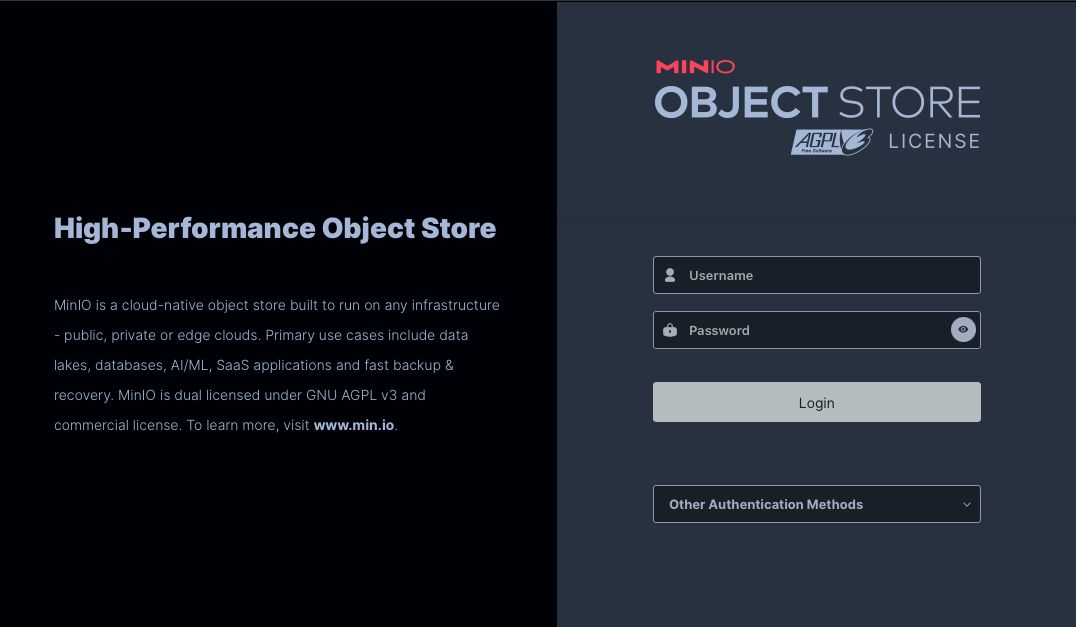 High-Performance Object Store
MinIO is a cloud-native object store built to run on any infrastructure
- public, private or edge clouds. Primary use cases include data
lakes, databases, AI/ML, SaaS applications and fast backup &
recovery. MinIO is dual licensed under GNU AGPL v3 and
commercial license. To learn more, visit www.min.io.
MINIO
OBJECT STORE
AGPLv3 LICENSE
Free Software
Username
Password
Login
Other Authentication Methods